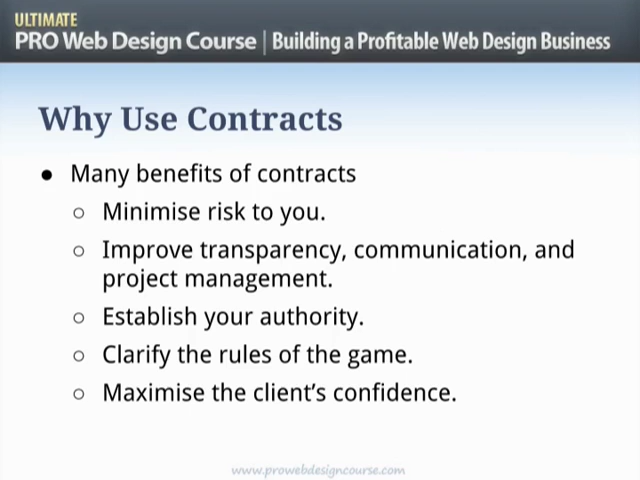 ULTIMATE
PRO Web Design Course | Building a Profitable Web Design Business
Why Use Contracts
● Many benefits of contracts
○ Minimise risk to you.
○ Improve transparency, communication, and
project management.
○ Establish your authority.
○ Clarify the rules of the game.
○ Maximise the client’s confidence.
www.prowebdesigncourse.com